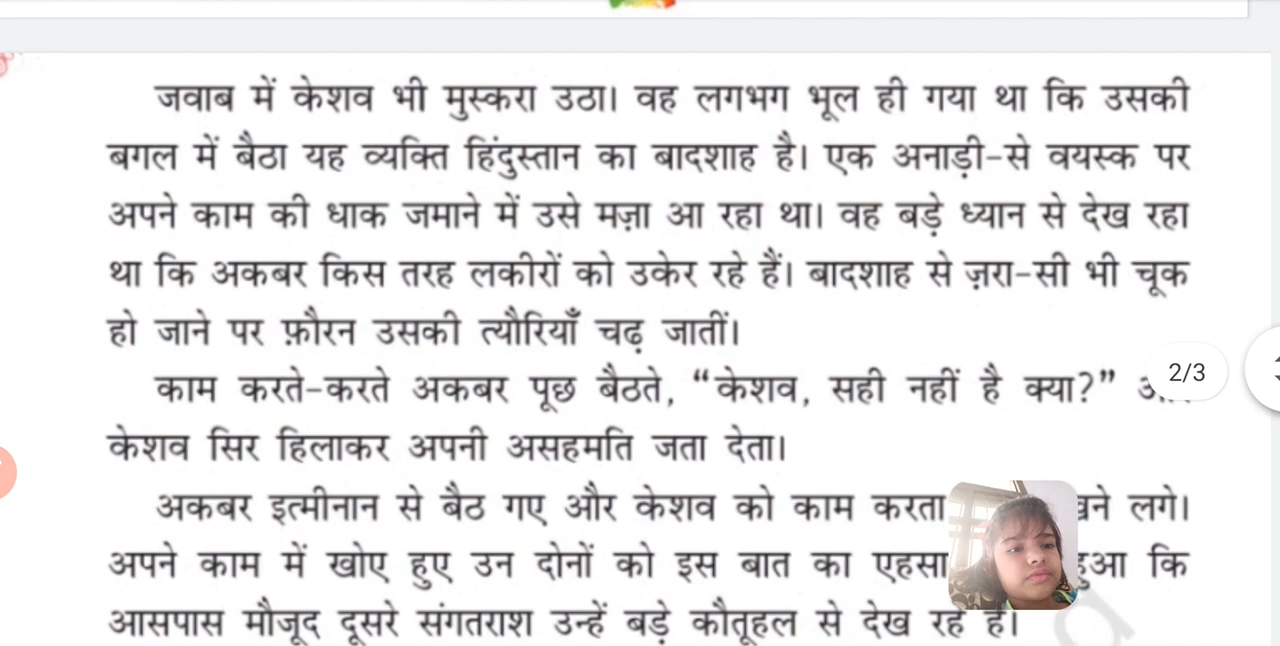 जवाब में केशव भी मुस्करा उठा। वह लगभग भूल ही गया था कि उसकी
बगल में बैठा यह व्यक्ति हिंदुस्तान का बादशाह है। एक अनाड़ी-से वयस्क पर
अपने काम की धाक जमाने में उसे मज़ा आ रहा था। वह बड़े ध्यान से देख रहा
था कि अकबर किस तरह लकीरों को उकेर रहे हैं। बादशाह से ज़रा-सी भी चूक
हो जाने पर फ़ौरन उसकी त्यौरियाँ चढ़ जातीं।
काम करते-करते अकबर पूछ बैठते, “केशव, सही नहीं है क्या?”
2/3
केशव सिर हिलाकर अपनी असहमति जता देता।
अकबर इत्मीनान से बैठ गए और केशव को काम करता लगे।
अपने काम में खोए हुए उन दोनों को इस बात का कि
आसपास मौजूद दूसरे संगतराश उन्हें बड़े कौतूहल से देख रहे हैं।